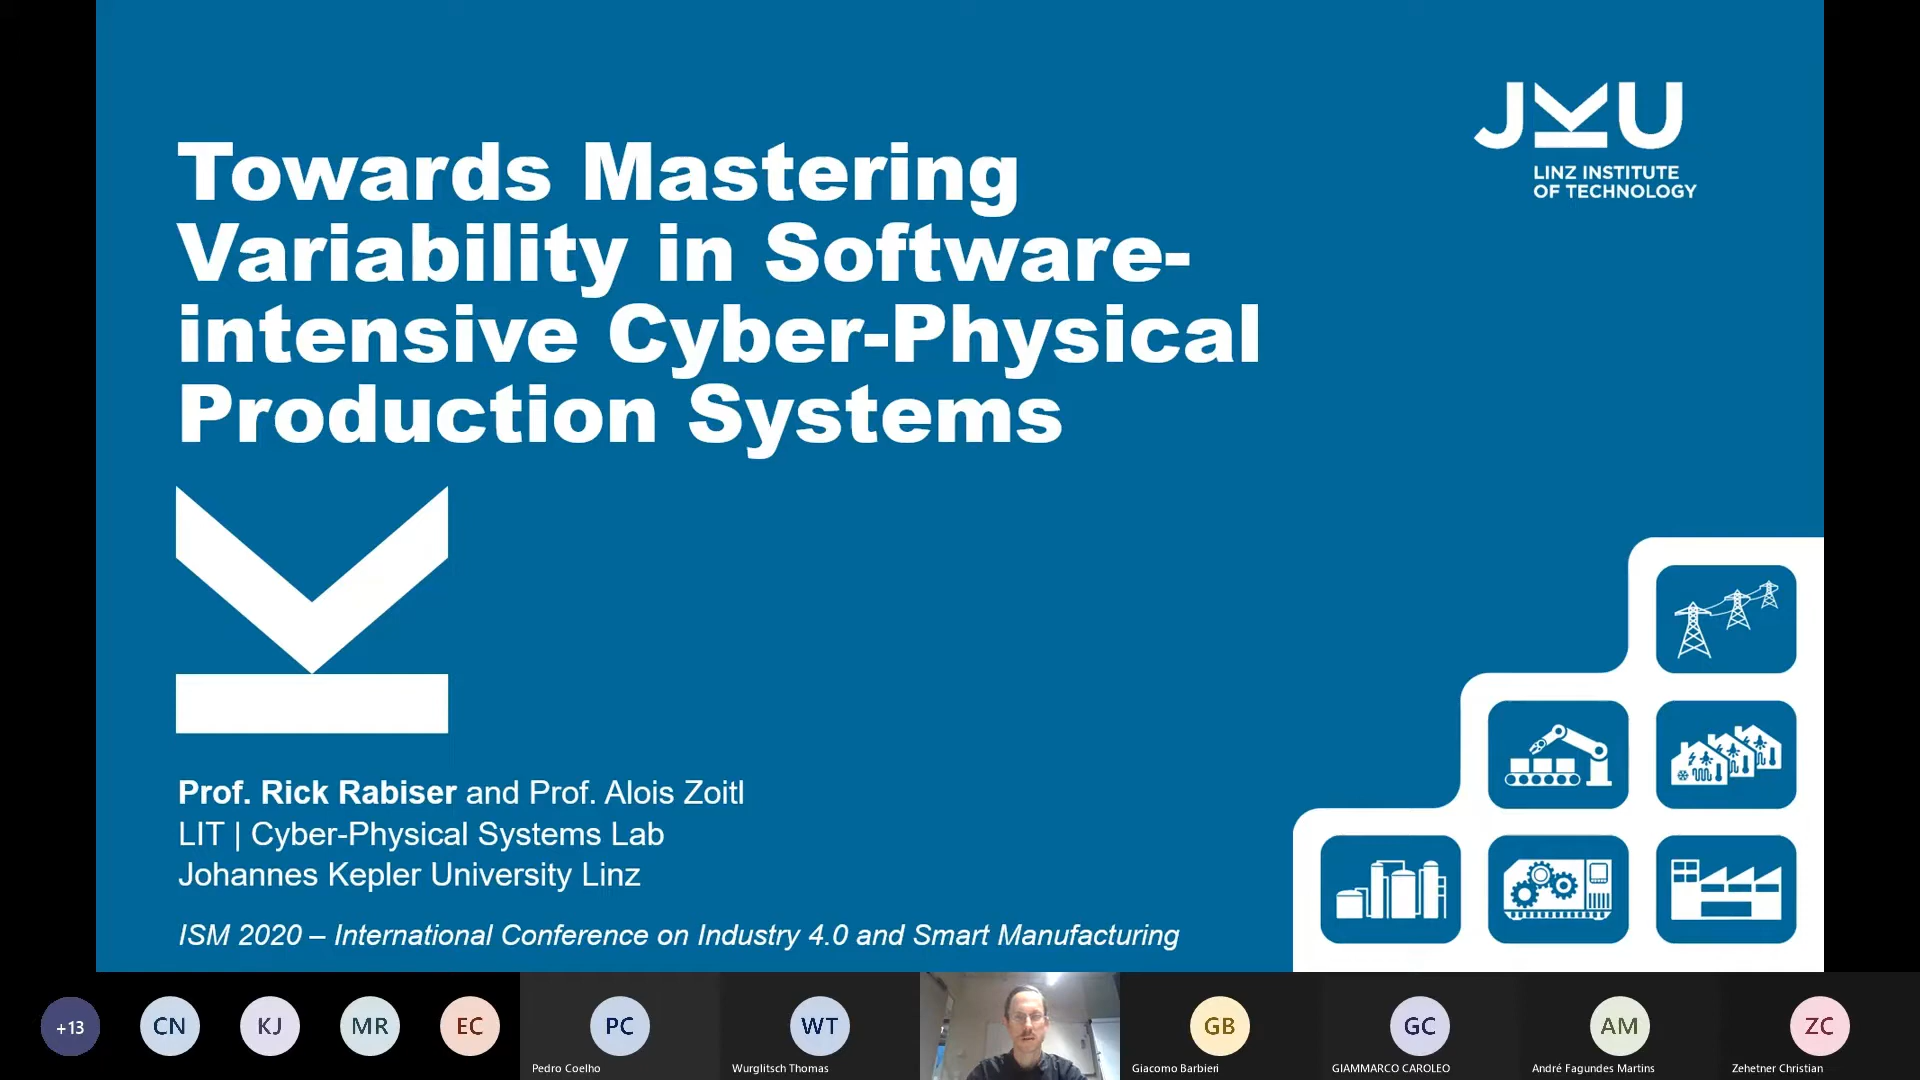 JKU
LINZ INSTITUTE
OF TECHNOLOGY
Towards Mastering
Variability in Software-
intensive Cyber-Physical
Production Systems
Prof. Rick Rabiser and Prof. Alois Zoitl
LIT | Cyber-Physical Systems Lab
Johannes Kepler University Linz
ISM 2020 – International Conference on Industry 4.0 and Smart Manufacturing
+13
CN
KJ
MR
EC
PC
WT
GB
GC
AM
ZC
Pedro Coelho
Wurglitsch Thomas
Giacomo Barbieri
GIAMMARCO CAROLEO
André Fagundes Martins
Zehetner Christian